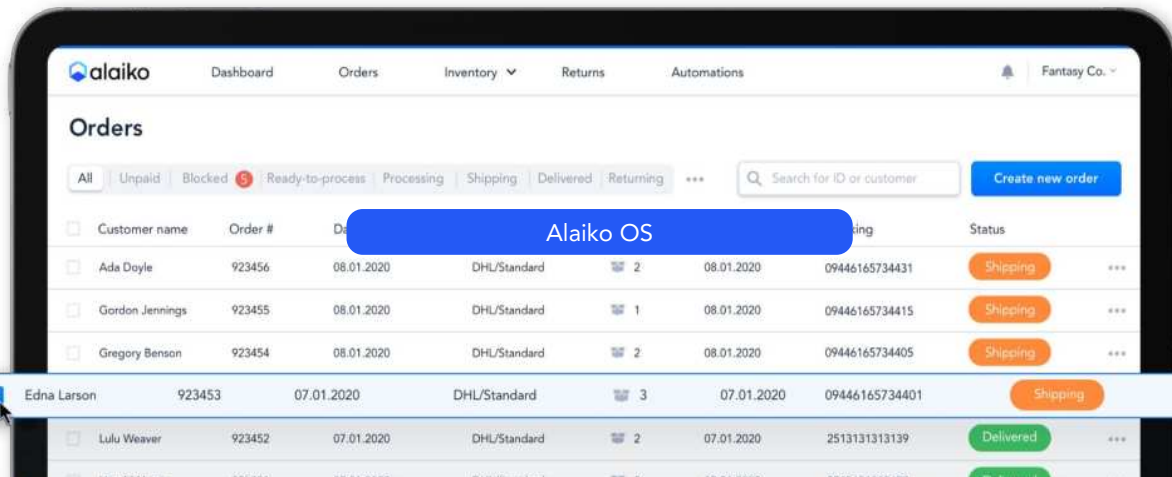 alaiko Dashboard Orders Inventory Returns Automations Fantasy Co.
Orders
All Unpaid Blocked 5 Ready-to-process Processing Shipping Delivered Returning ••• Search for ID or customer Create new order
Customer name Order # Da Alaiko OS king Status
Ada Doyle 923456 08.01.2020 DHL/Standard 2 08.01.2020 09446165734431 Shipping •••
Gordon Jennings 923455 08.01.2020 DHL/Standard 1 08.01.2020 09446165734415 Shipping •••
Gregory Benson 923454 08.01.2020 DHL/Standard 2 08.01.2020 09446165734405 Shipping •••
Edna Larson 923453 07.01.2020 DHL/Standard 3 07.01.2020 09446165734401 Shipping
Lulu Weaver 923452 07.01.2020 DHL/Standard 2 07.01.2020 2513131313139 Delivered •••